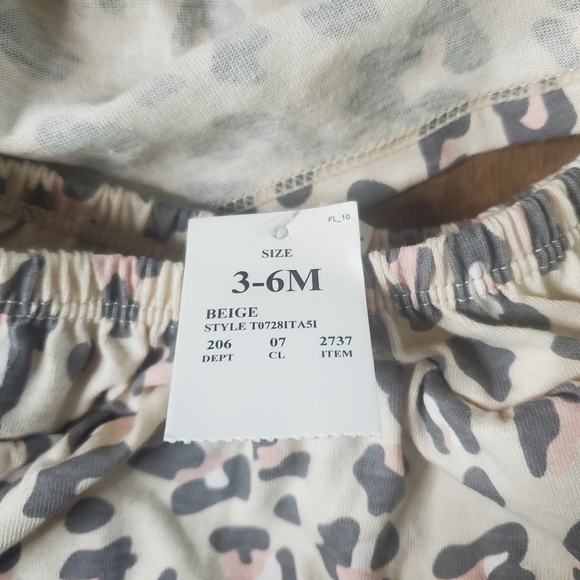 FL_10
SIZE
3-6M
BEIGE
STYLE T0728ITA5I
206 07 2737
DEPT CL ITEM